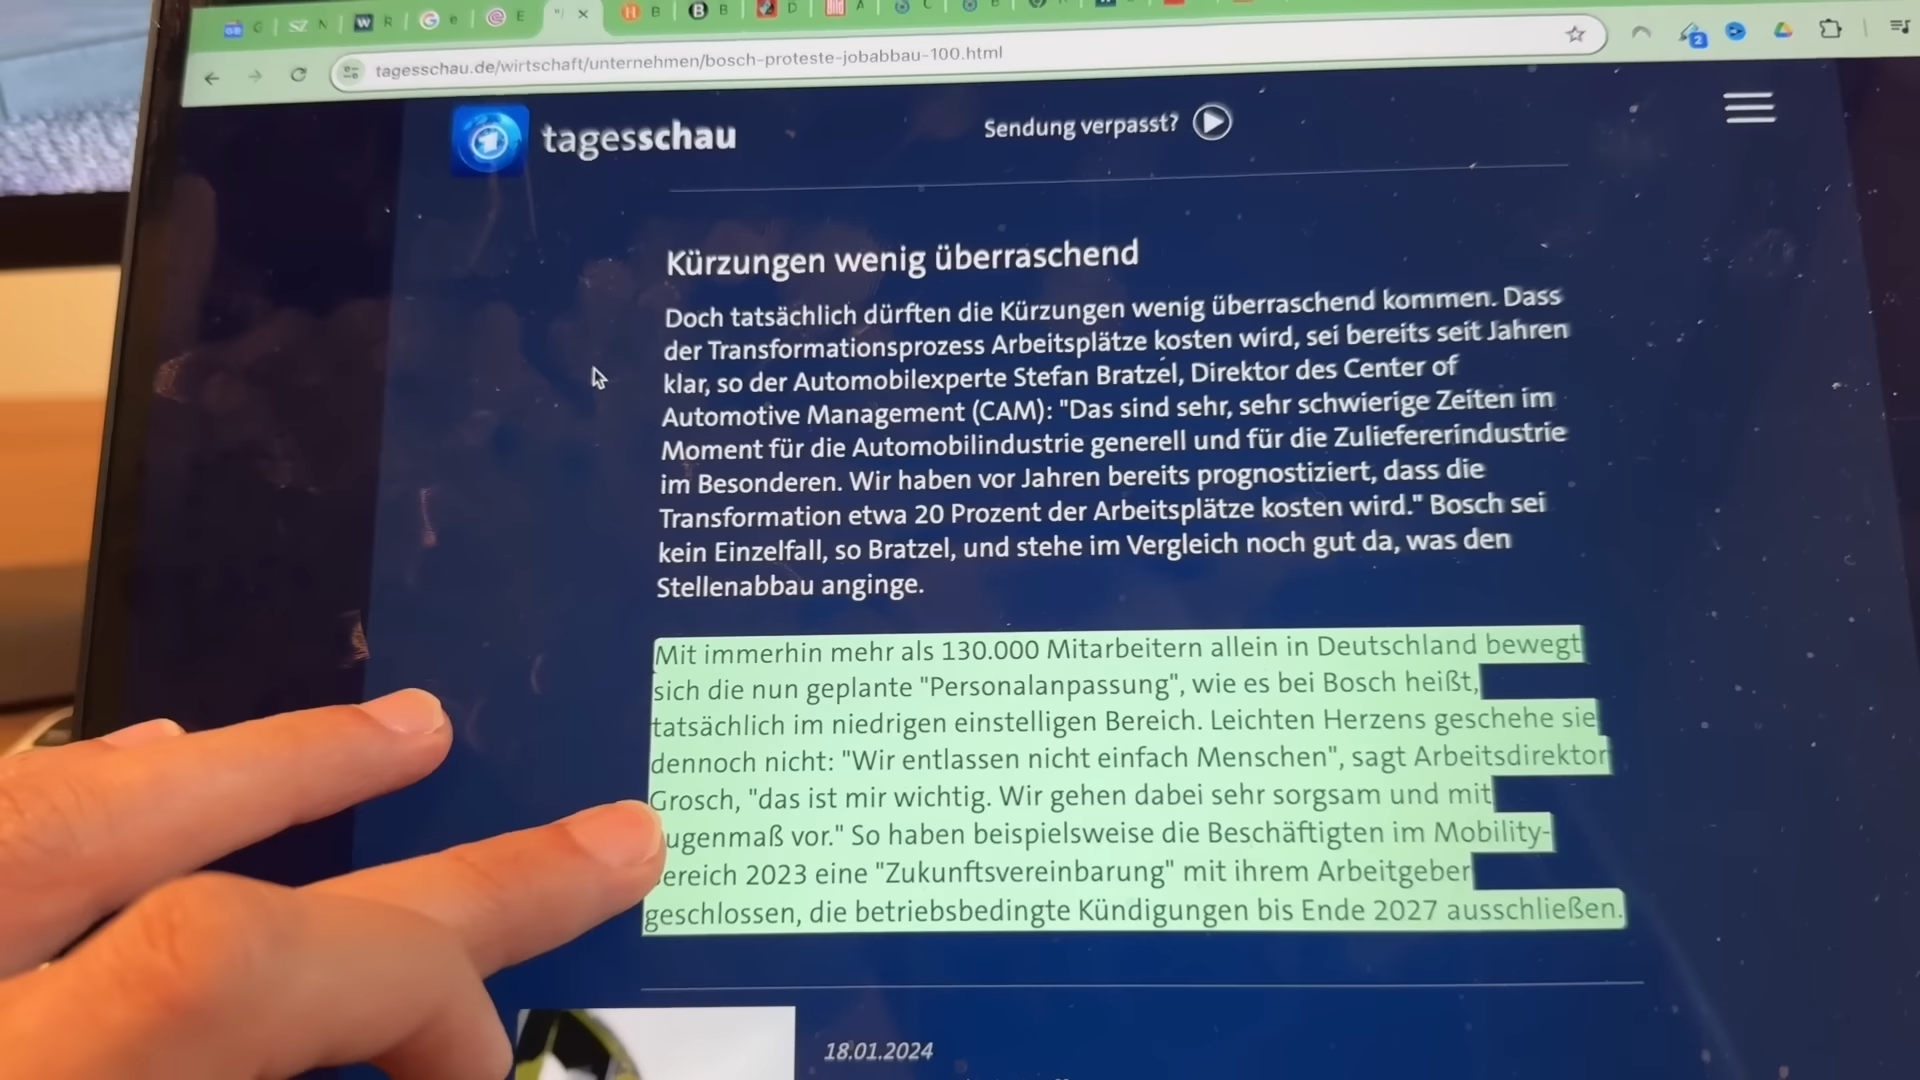 tagesschau.de/wirtschaft/unternehmen/bosch-proteste-jobabbau-100.html
tagesschau
Sendung verpasst?
Kürzungen wenig überraschend
Doch tatsächlich dürften die Kürzungen wenig überraschend kommen. Dass
der Transformationsprozess Arbeitsplätze kosten wird, sei bereits seit Jahren
klar, so der Automobilexperte Stefan Bratzel, Direktor des Center of
Automotive Management (CAM): "Das sind sehr, sehr schwierige Zeiten im
Moment für die Automobilindustrie generell und für die Zuliefererindustrie
im Besonderen. Wir haben vor Jahren bereits prognostiziert, dass die
Transformation etwa 20 Prozent der Arbeitsplätze kosten wird." Bosch sei
kein Einzelfall, so Bratzel, und stehe im Vergleich noch gut da, was den
Stellenabbau anginge.
Mit immerhin mehr als 130.000 Mitarbeitern allein in Deutschland bewegt
sich die nun geplante "Personalanpassung", wie es bei Bosch heißt,
tatsächlich im niedrigen einstelligen Bereich. Leichten Herzens geschehe sie
dennoch nicht: "Wir entlassen nicht einfach Menschen", sagt Arbeitsdirektor
Grosch, "das ist mir wichtig. Wir gehen dabei sehr sorgsam und mit
ugenmaß vor." So haben beispielsweise die Beschäftigten im Mobility-
ereich 2023 eine "Zukunftsvereinbarung" mit ihrem Arbeitgeber
geschlossen, die betriebsbedingte Kündigungen bis Ende 2027 ausschließen.
18.01.2024